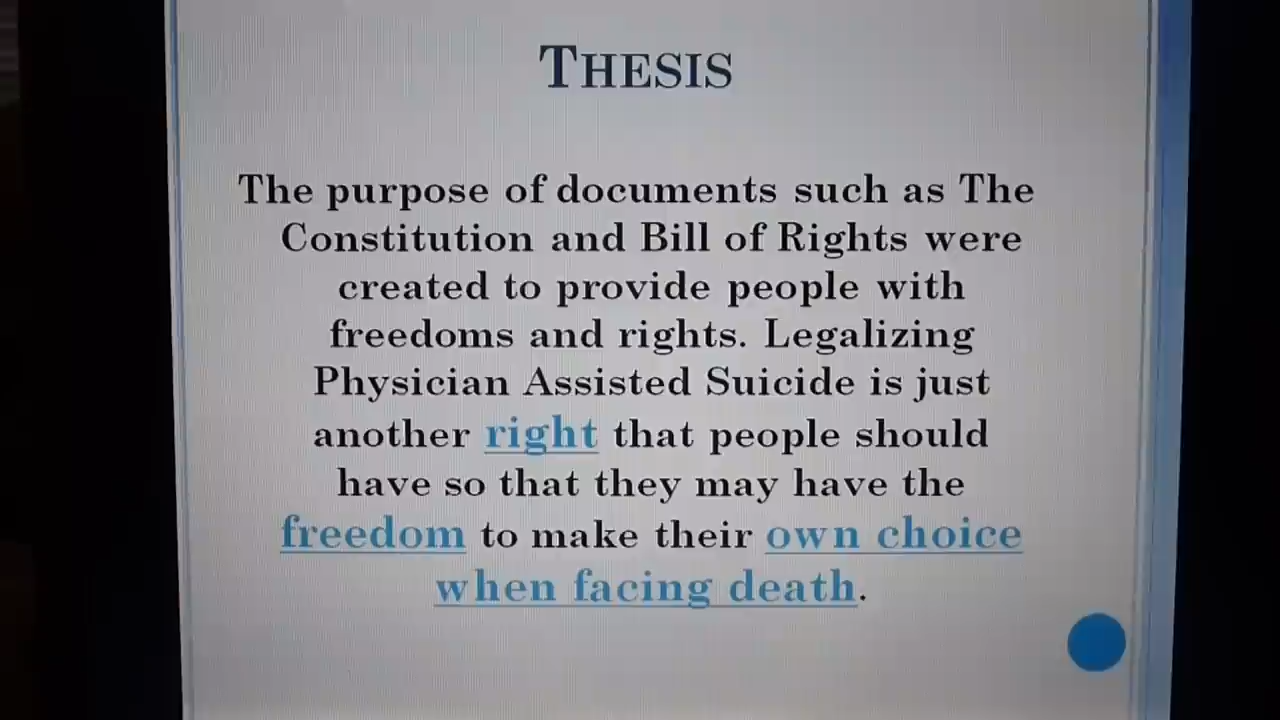 THESIS
The purpose of documents such as The
Constitution and Bill of Rights were
created to provide people with
freedoms and rights. Legalizing
Physician Assisted Suicide is just
another right that people should
have so that they may have the
freedom to make their own choice
when facing death.